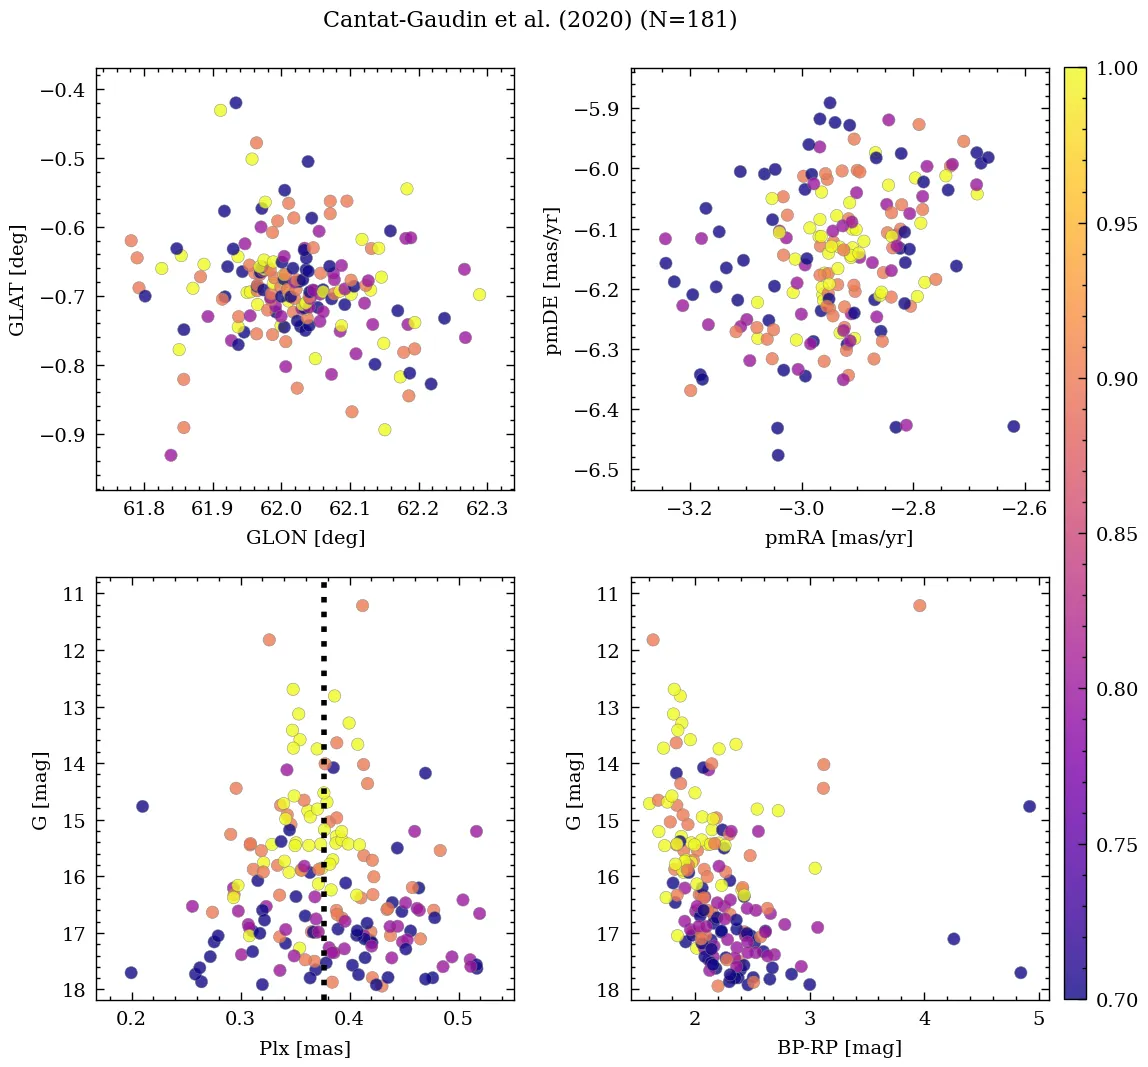 Cantat-Gaudin et al. (2020) (N=181)
−0.4
−0.5
−0.6
−0.7
−0.8
−0.9
GLAT [deg]
61.8 61.9 62.0 62.1 62.2 62.3
GLON [deg]
−5.9
−6.0
−6.1
−6.2
−6.3
−6.4
−6.5
pmDE [mas/yr]
−3.2 −3.0 −2.8 −2.6
pmRA [mas/yr]
11
12
13
14
15
16
17
18
G [mag]
0.2 0.3 0.4 0.5
Plx [mas]
11
12
13
14
15
16
17
18
G [mag]
2 3 4 5
BP-RP [mag]
1.00
0.95
0.90
0.85
0.80
0.75
0.70